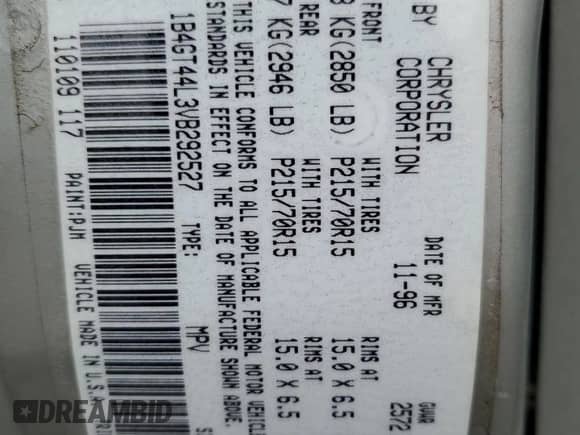 BY CHRYSLER CORPORATION
DATE OF MFR
11-96
GVWR
2572
FRONT
8 KG(2850 LB)
WITH TIRES
P215/70R15
RIMS AT
15.0 X 6.5
REAR
7 KG(2946 LB)
WITH TIRES
P215/70R15
RIMS AT
15.0 X 6.5
THIS VEHICLE CONFORMS TO ALL APPLICABLE FEDERAL MOTOR VEHICLE
STANDARDS IN EFFECT ON THE DATE OF MANUFACTURE SHOWN ABOVE.
1B4GT44L3VB292527
TYPE:
MPV
110109 117
PAINT:PJM
VEHICLE MADE IN U.S.A.
DREAMBID